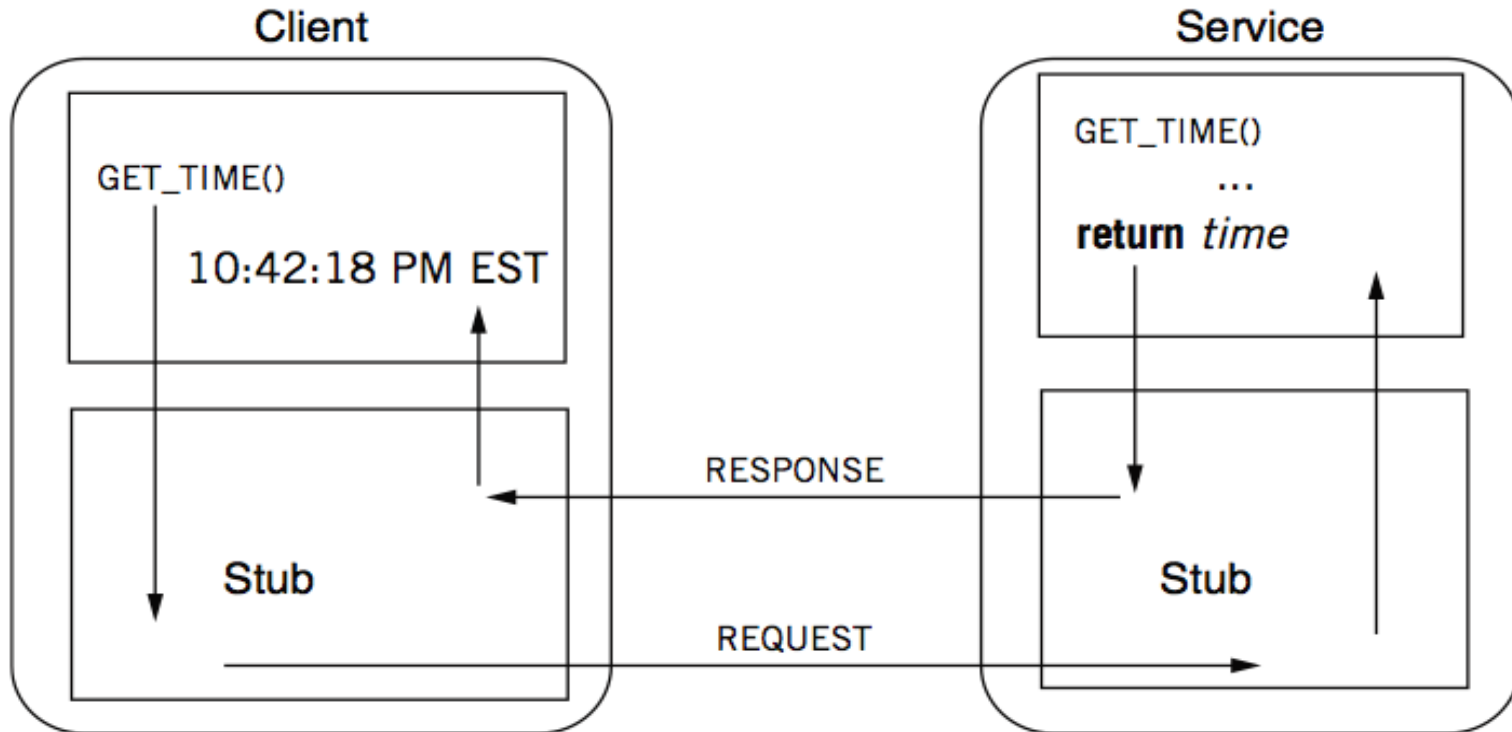 Client
GET_TIME()
10:42:18 PM EST
Stub
RESPONSE
REQUEST
Service
GET_TIME()
...
return time
Stub